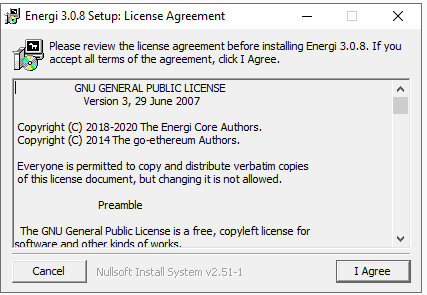 Energi 3.0.8 Setup: License Agreement
Please review the license agreement before installing Energi 3.0.8. If you
accept all terms of the agreement, click I Agree.
GNU GENERAL PUBLIC LICENSE
Version 3, 29 June 2007
Copyright (C) 2018-2020 The Energi Core Authors.
Copyright (C) 2014 The go-ethereum Authors.
Everyone is permitted to copy and distribute verbatim copies
of this license document, but changing it is not allowed.
Preamble
The GNU General Public License is a free, copyleft license for
software and other kinds of works.
Cancel
Nullsoft Install System v2.51-1
I Agree